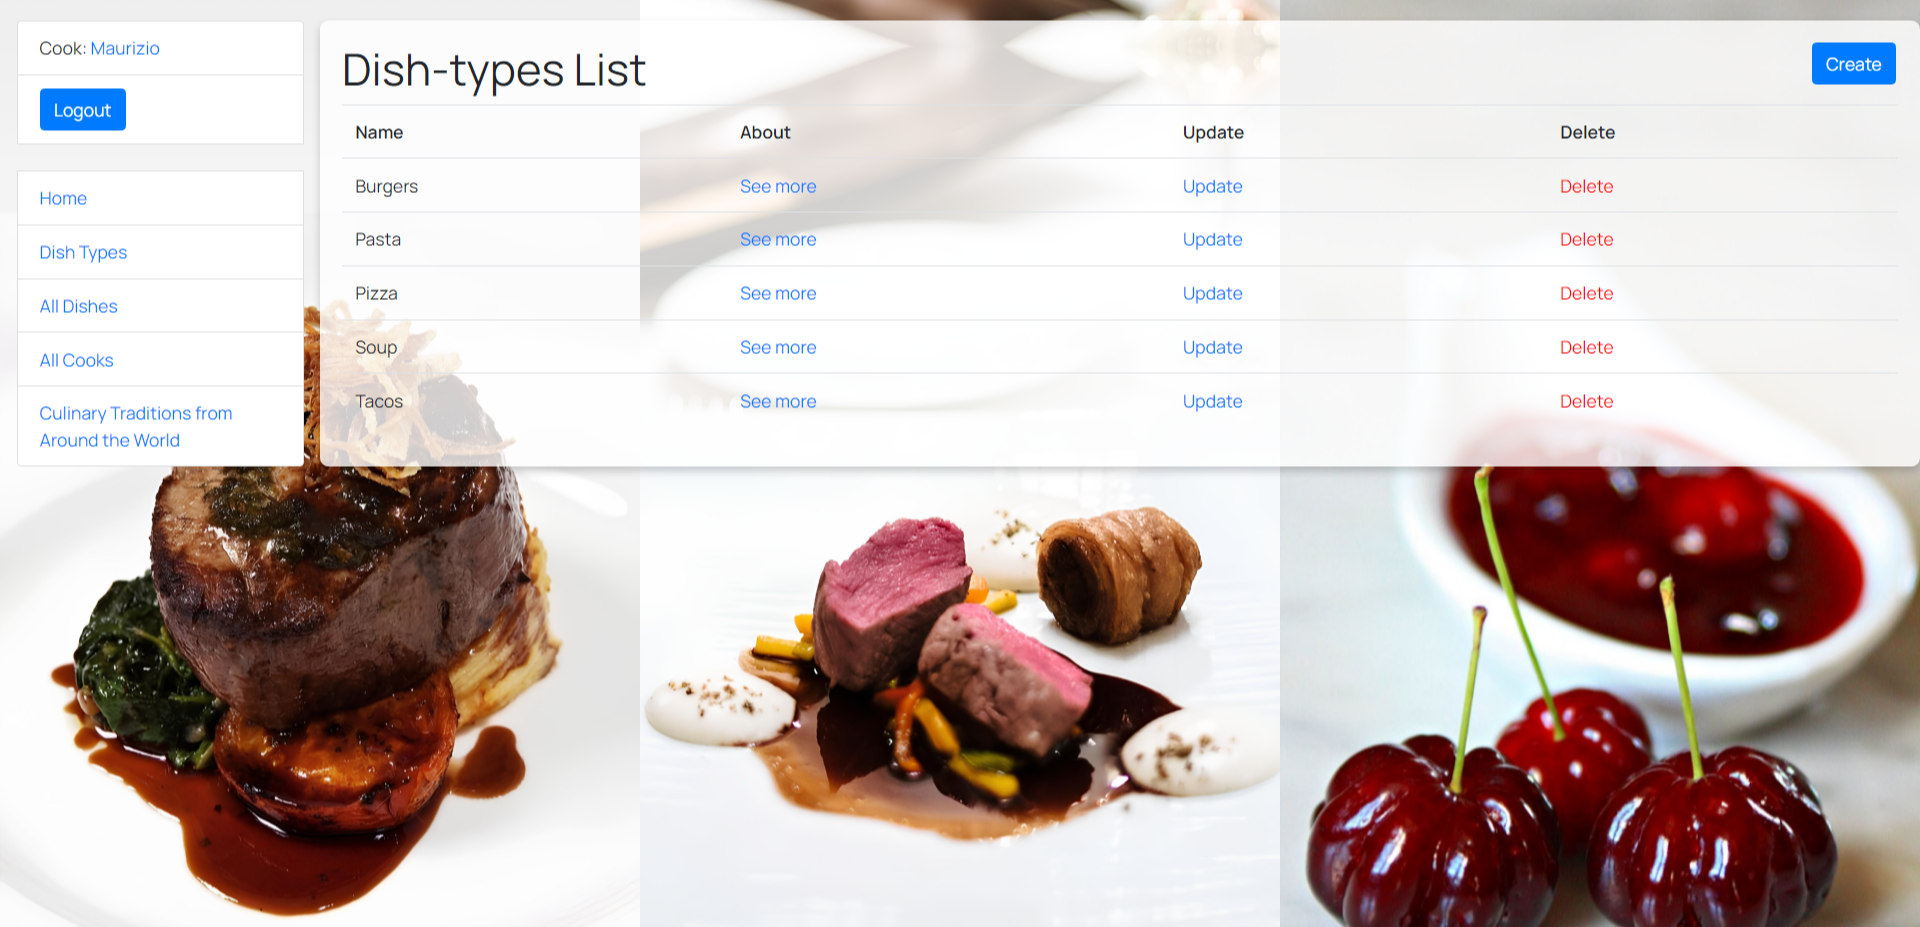 Cook: Maurizio
Logout
Home
Dish Types
All Dishes
All Cooks
Culinary Traditions from
Around the World
Dish-types List
Create
Name About Update Delete
Burgers See more Update Delete
Pasta See more Update Delete
Pizza See more Update Delete
Soup See more Update Delete
Tacos See more Update Delete